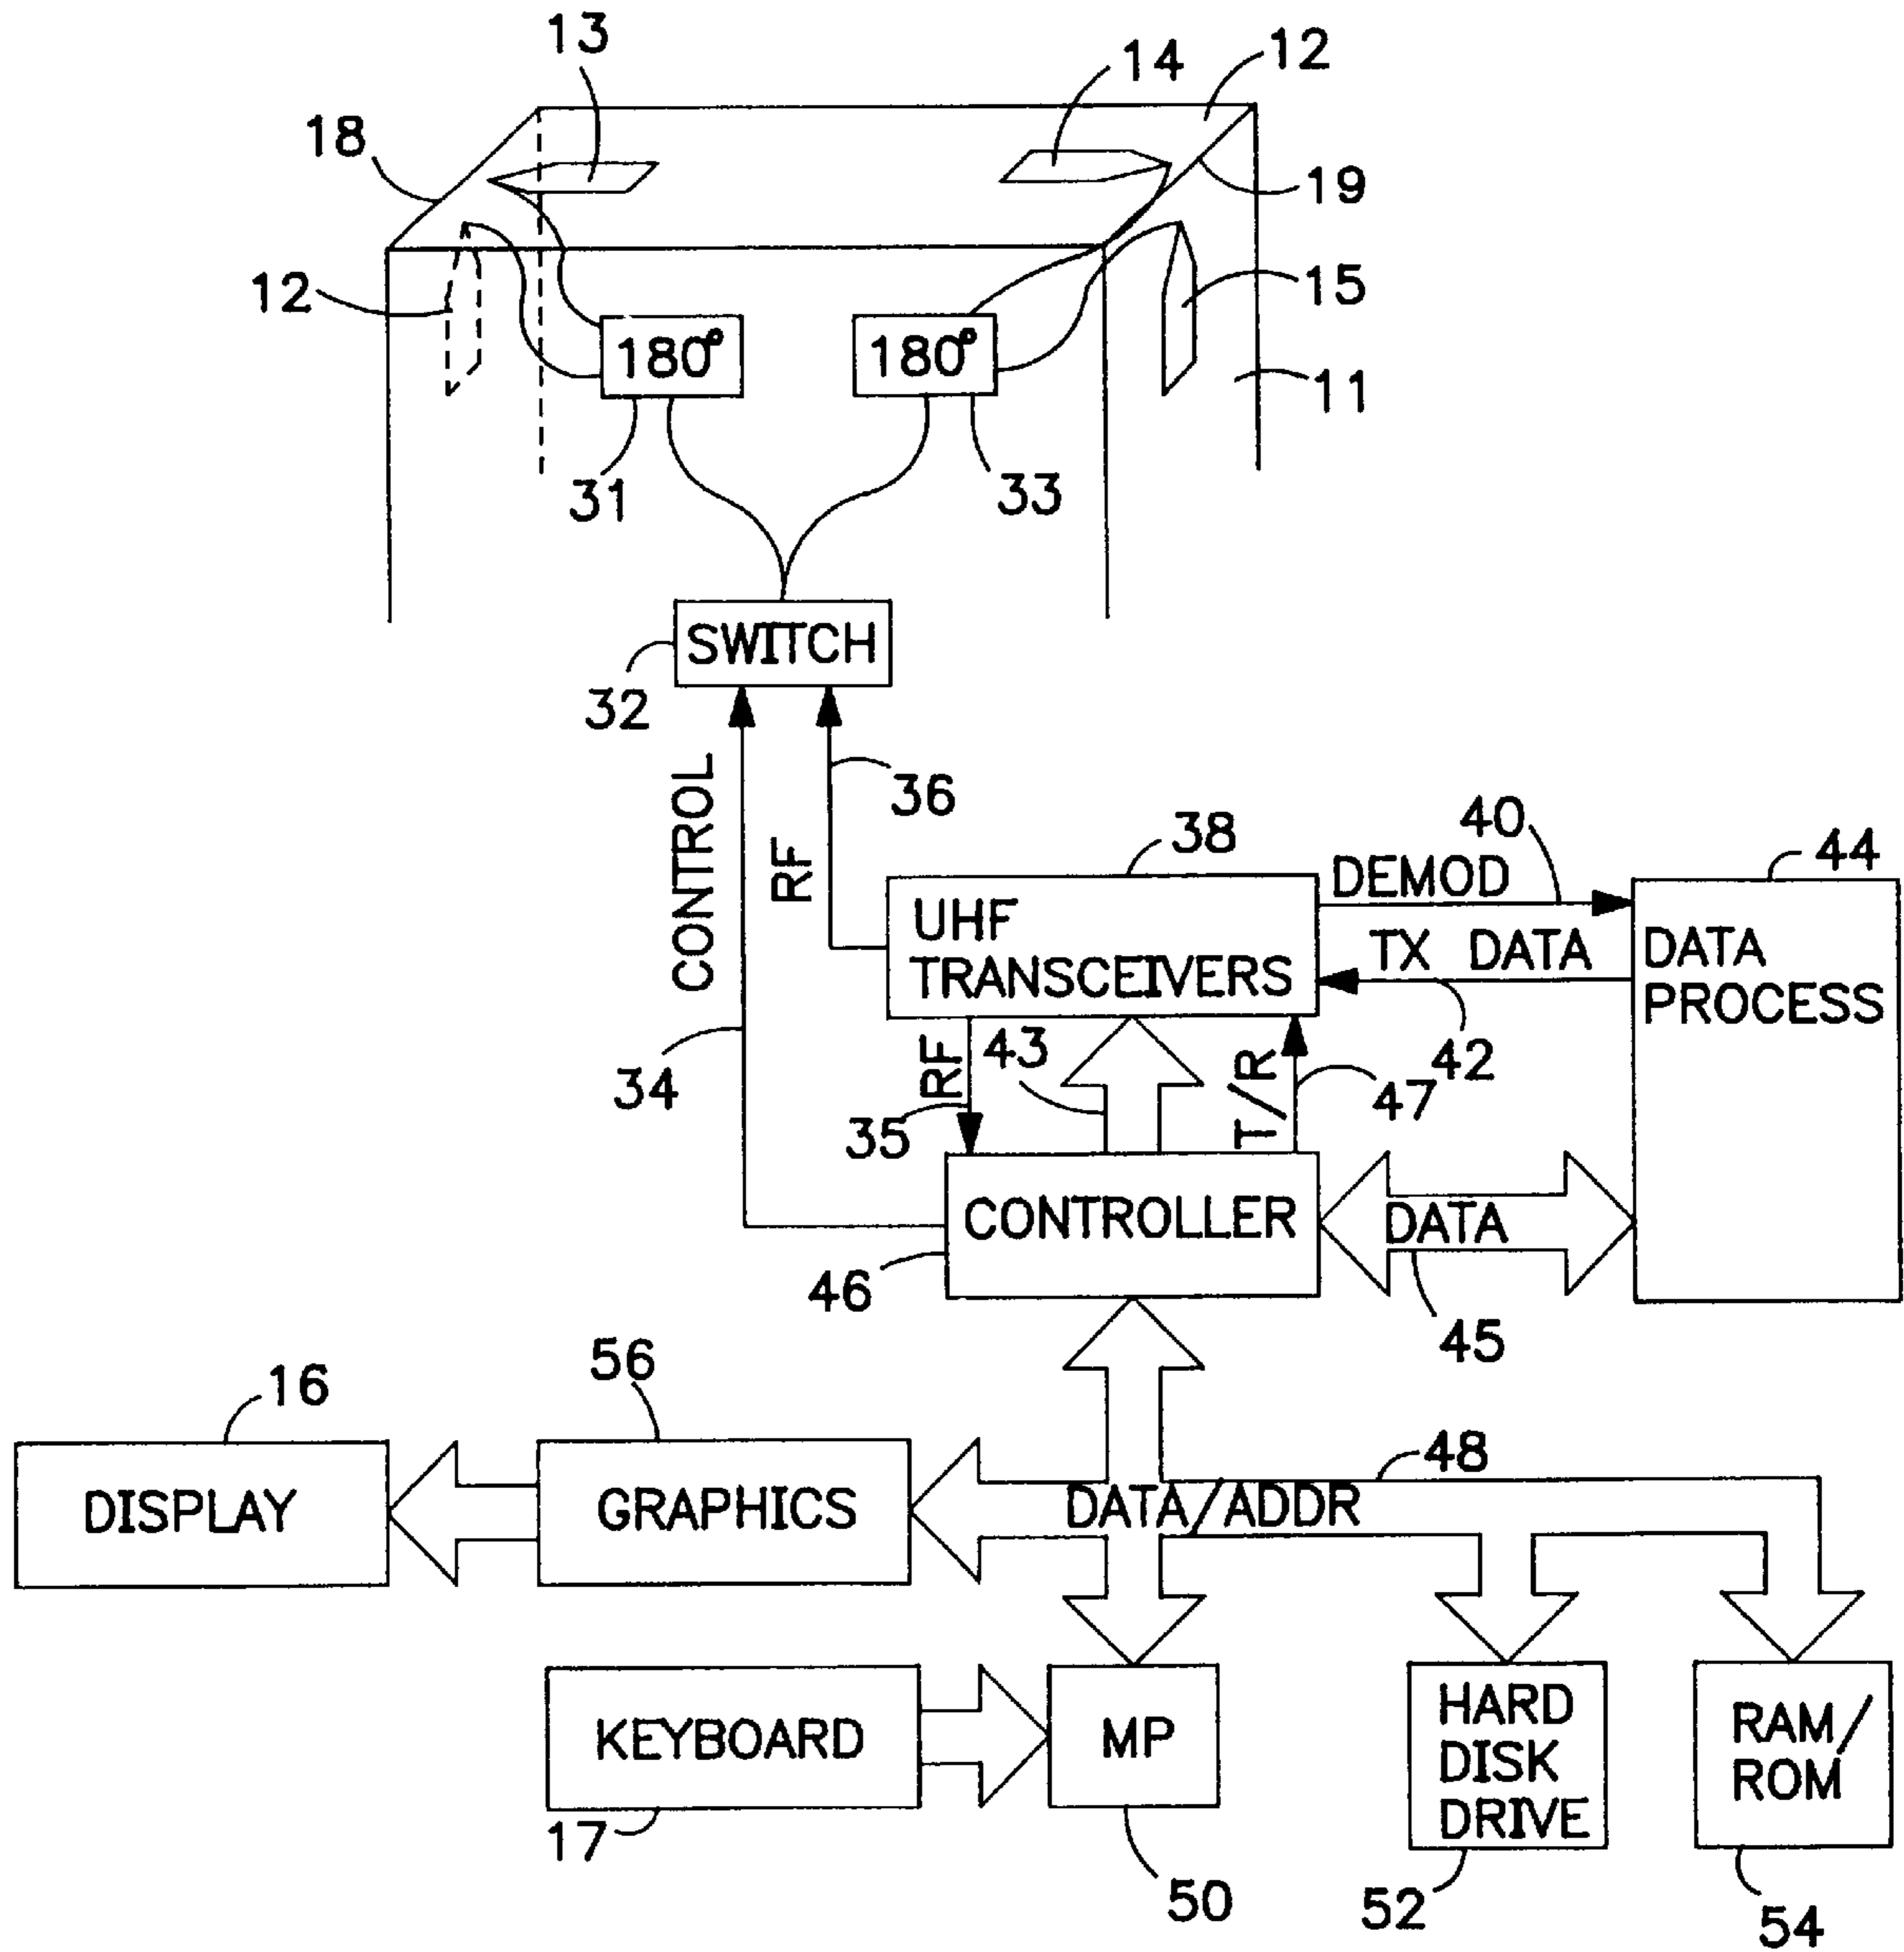 13
14
12
18
19
12
15
180°
180°
11
31
33
SWITCH
32
CONTROL
RF
36
38
40
44
DEMOD
UHF
TRANSCEIVERS
TX DATA
DATA
PROCESS
34
RF
43
T/R
47
42
35
CONTROLLER
DATA
46
45
16
56
48
DISPLAY
GRAPHICS
DATA/ADDR
KEYBOARD
MP
HARD
DISK
DRIVE
RAM/
ROM
17
50
52
54